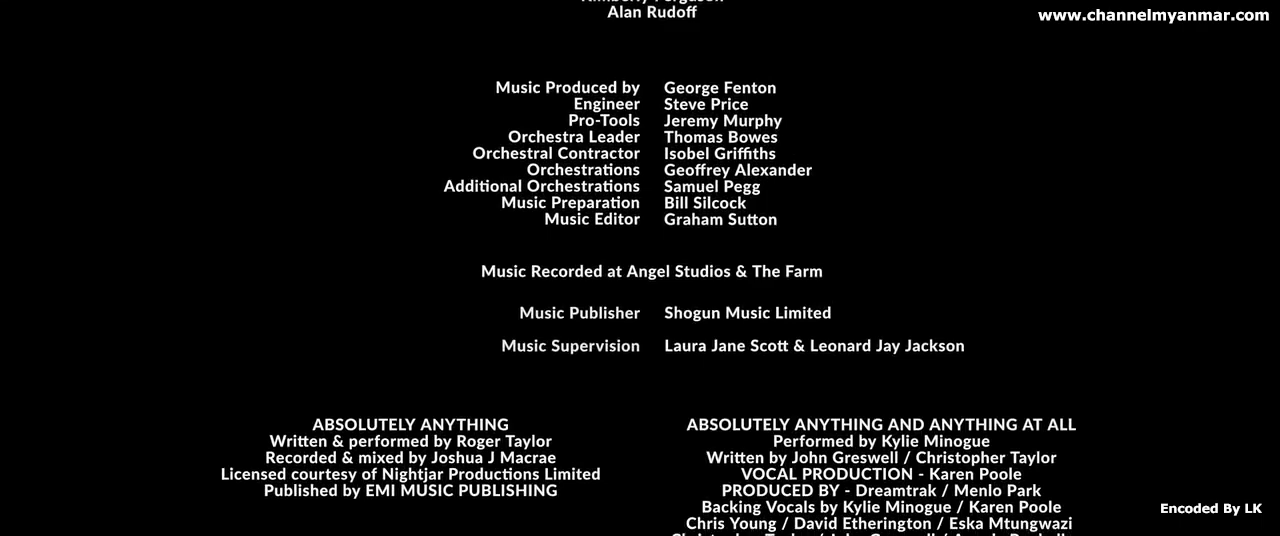 Alan Rudoff
www.channelmyanmar.com
Music Produced by George Fenton
Engineer Steve Price
Pro-Tools Jeremy Murphy
Orchestra Leader Thomas Bowes
Orchestral Contractor Isobel Griffiths
Orchestrations Geoffrey Alexander
Additional Orchestrations Samuel Pegg
Music Preparation Bill Silcock
Music Editor Graham Sutton
Music Recorded at Angel Studios & The Farm
Music Publisher Shogun Music Limited
Music Supervision Laura Jane Scott & Leonard Jay Jackson
ABSOLUTELY ANYTHING
Written & performed by Roger Taylor
Recorded & mixed by Joshua J Macrae
Licensed courtesy of Nightjar Productions Limited
Published by EMI MUSIC PUBLISHING
ABSOLUTELY ANYTHING AND ANYTHING AT ALL
Performed by Kylie Minogue
Written by John Greswell / Christopher Taylor
VOCAL PRODUCTION - Karen Poole
PRODUCED BY - Dreamtrak / Menlo Park
Backing Vocals by Kylie Minogue / Karen Poole
Chris Young / David Etherington / Eska Mtungwazi
Encoded By LK